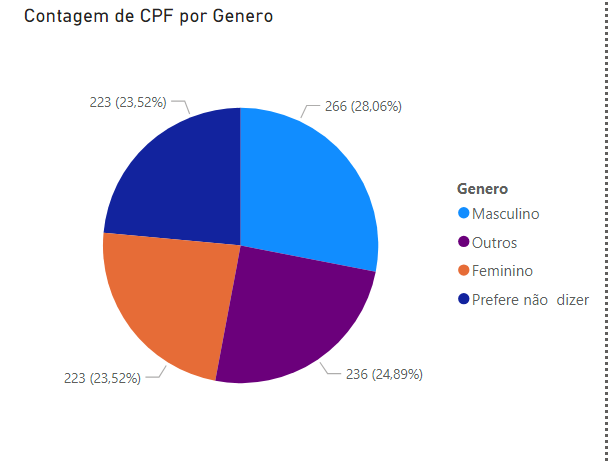 Contagem de CPF por Genero
223 (23,52%)
266 (28,06%)
Genero
Masculino
Outros
Feminino
Prefere não dizer
223 (23,52%)
236 (24,89%)